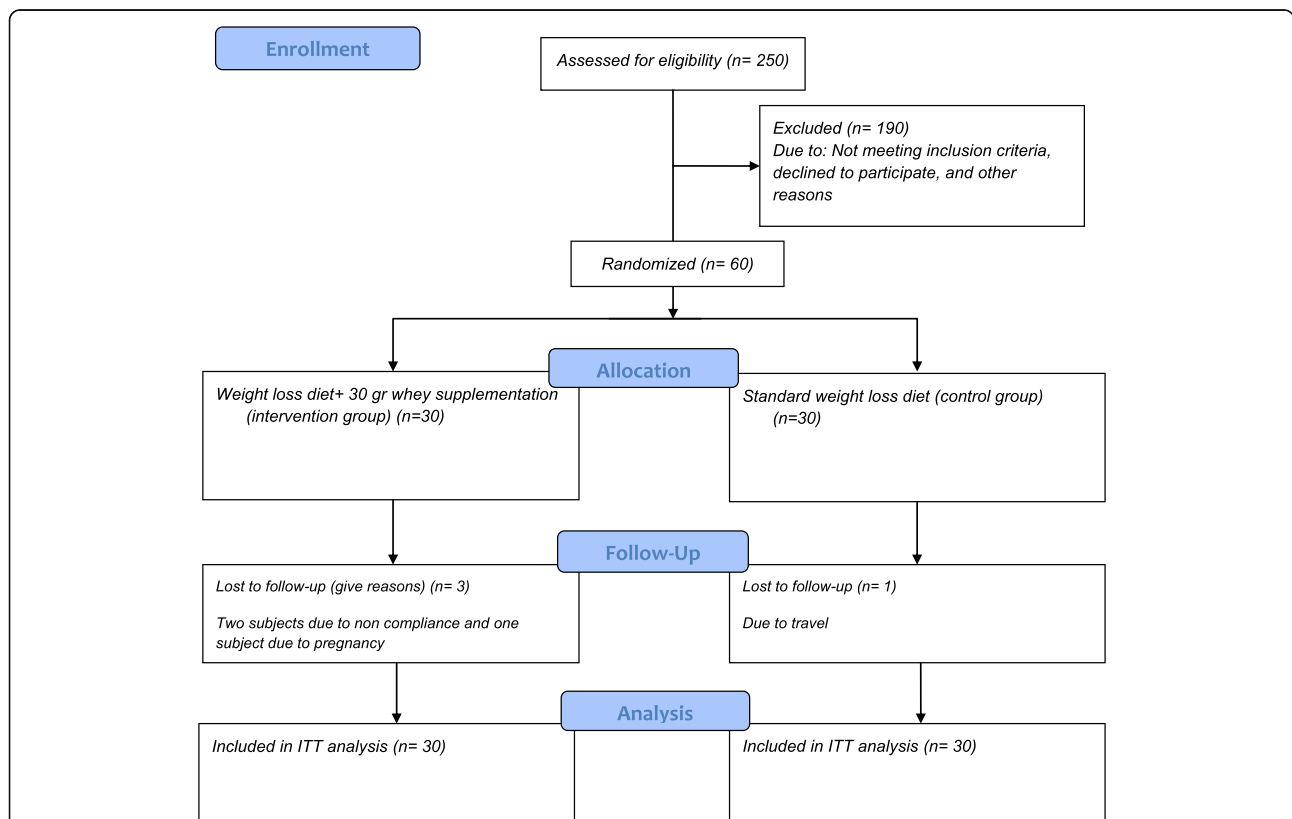 Enrollment
Assessed for eligibility (n= 250)
Excluded (n= 190)
Due to: Not meeting inclusion criteria,
declined to participate, and other
reasons
Randomized (n= 60)
Allocation
Weight loss diet+ 30 gr whey supplementation
(intervention group) (n=30)
Standard weight loss diet (control group)
(n=30)
Follow-Up
Lost to follow-up (give reasons) (n= 3)
Two subjects due to non compliance and one
subject due to pregnancy
Lost to follow-up (n= 1)
Due to travel
Analysis
Included in ITT analysis (n= 30)
Included in ITT analysis (n= 30)